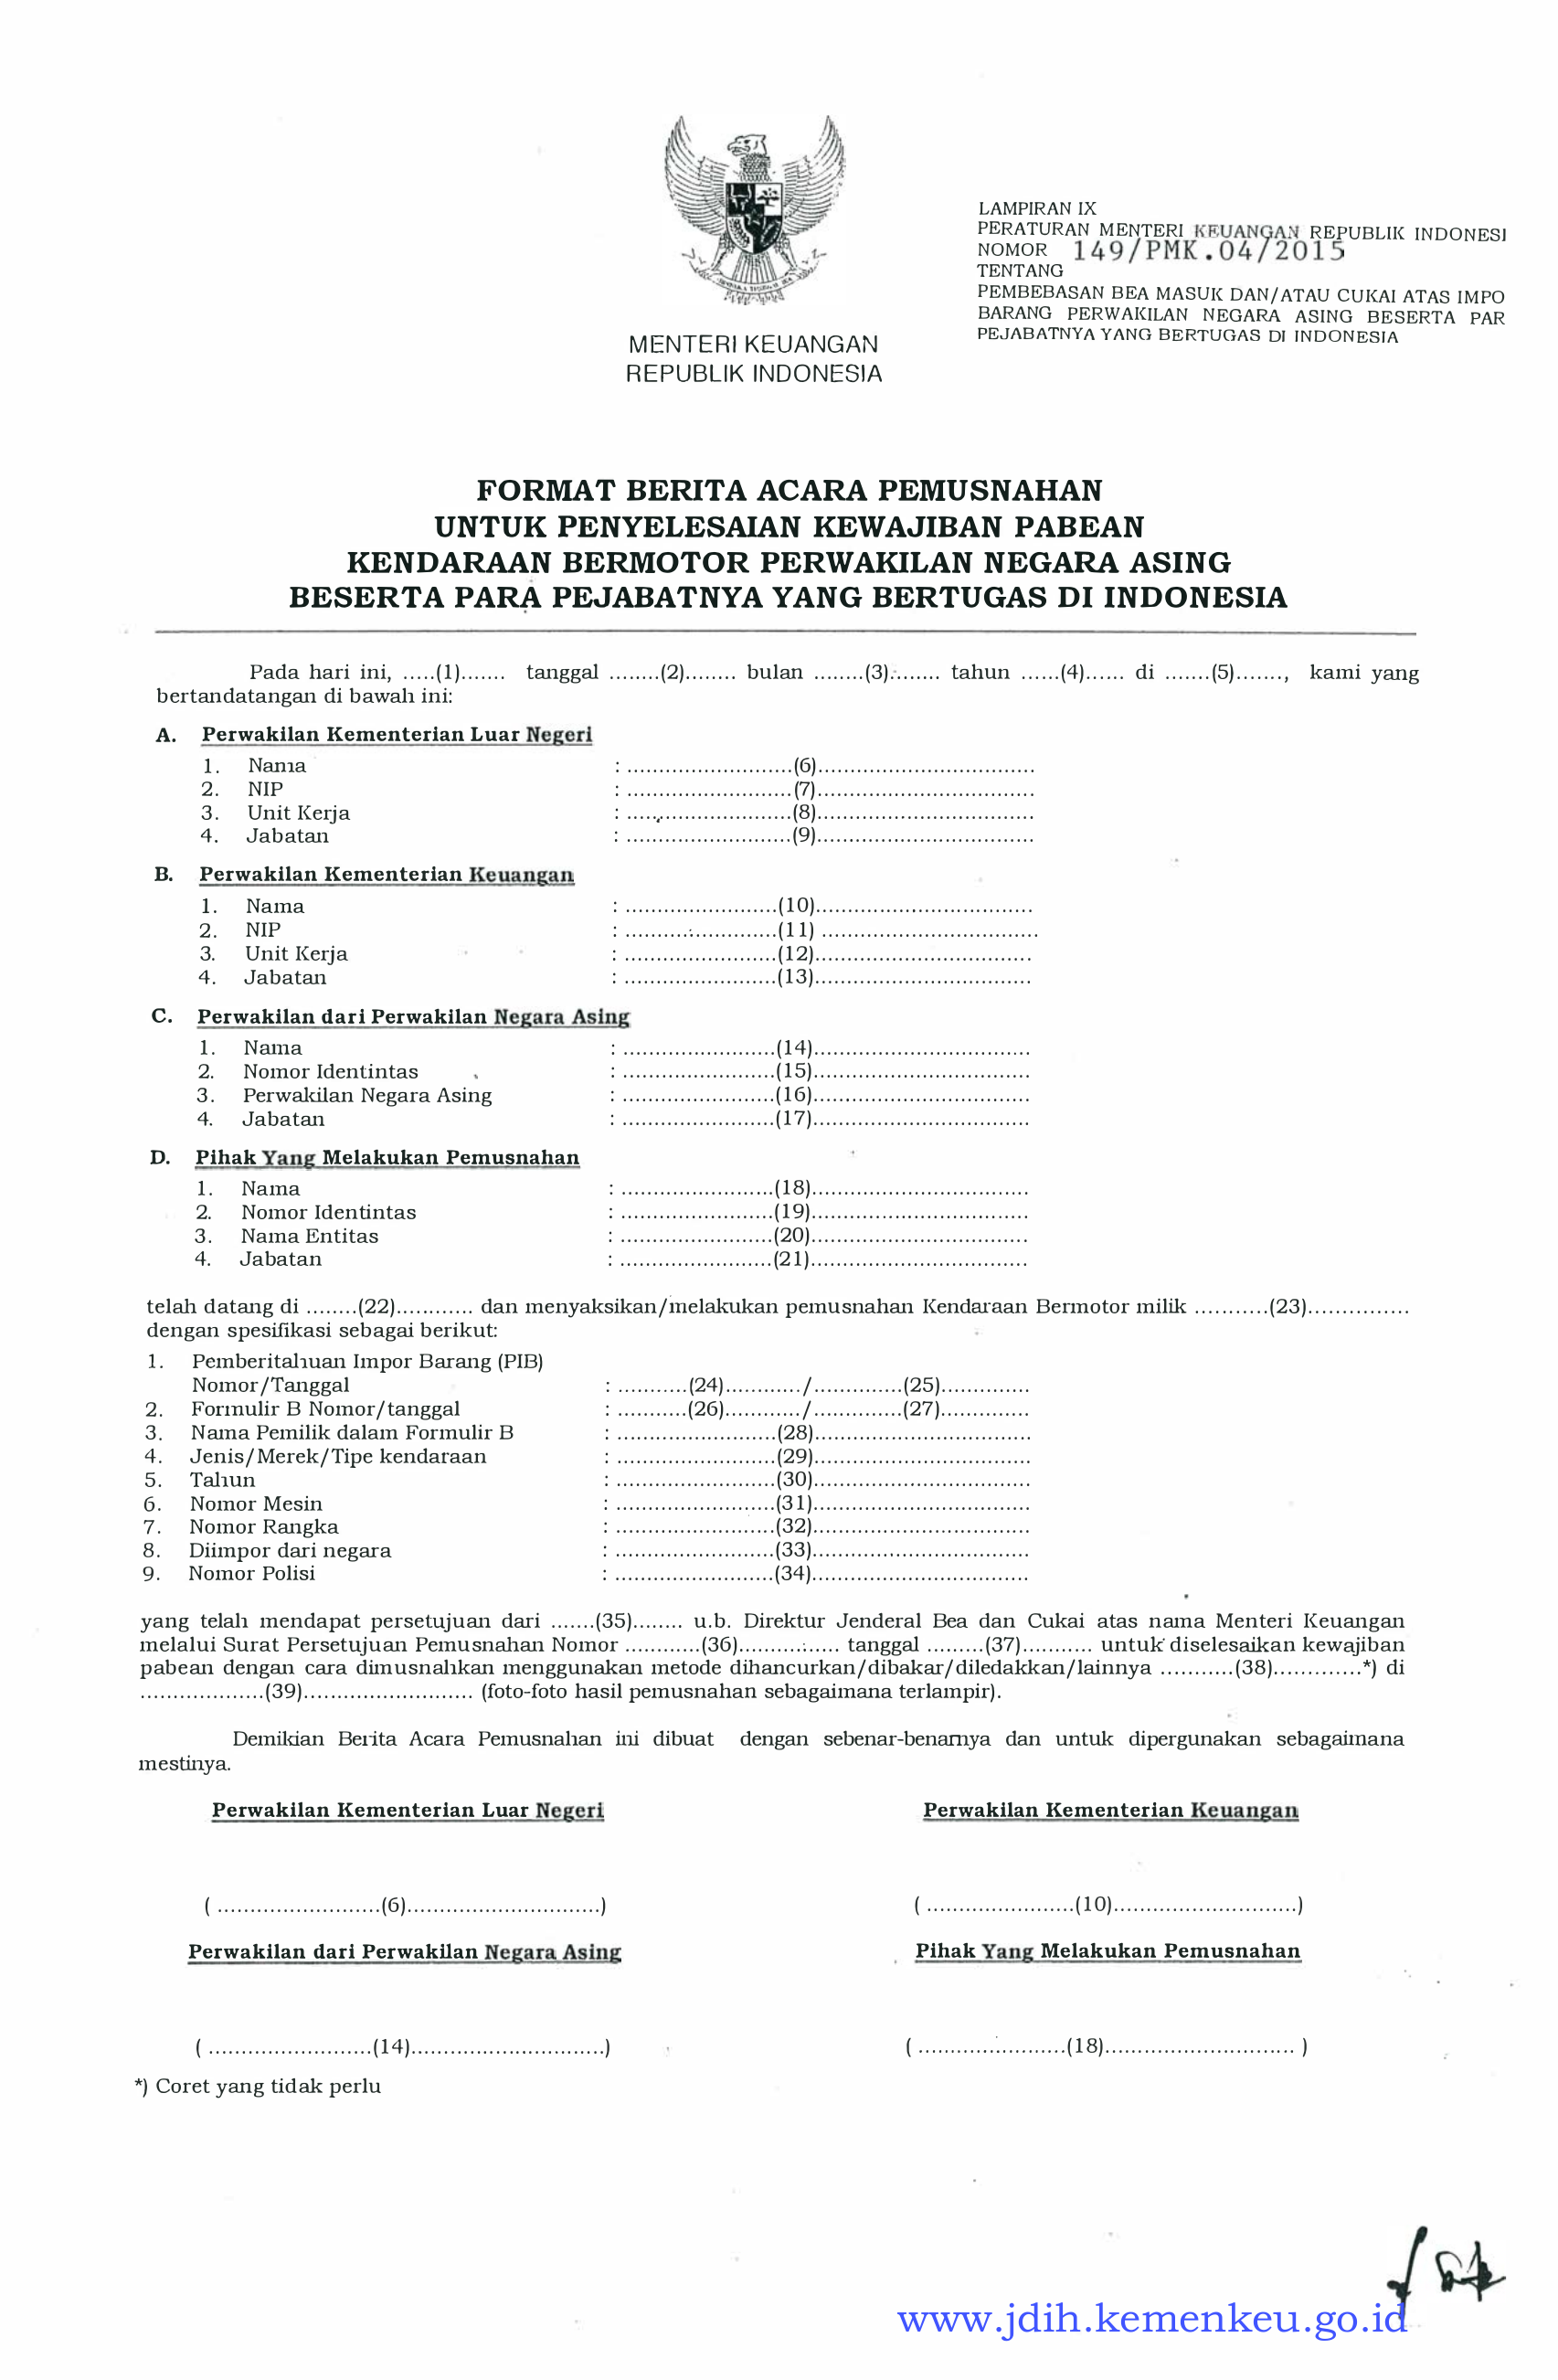 LAMPIRAN IX
PERATURAN MENTERI KEUANGAN REPUBLIK INDONESI
NOMOR 149/PMK.04/2015
TENTANG
PEMBEBASAN BEA MASUK DAN/ATAU CUKAI ATAS IMPO
BARANG PERWAKILAN NEGARA ASING BESERTA PAR
PEJABATNYA YANG BERTUGAS DI INDONESIA
MENTERI KEUANGAN
REPUBLIK INDONESIA
FORMAT BERITA ACARA PEMUSNAHAN
UNTUK PENYELESAIAN KEWAJIBAN PABEAN
KENDARAAN BERMOTOR PERWAKILAN NEGARA ASING
BESERTA PARA PEJABATNYA YANG BERTUGAS DI INDONESIA
Pada hari ini, .....(1)....... tanggal ........(2)........ bulan ........(3)........ tahun ......(4)...... di .......(5)......., kami yang
bertandatangan di bawah ini:
A. Perwakilan Kementerian Luar Negeri
1. Nama : ..........................(6)..................................
2. NIP : ..........................(7)..................................
3. Unit Kerja : ..........................(8)..................................
4. Jabatan : ..........................(9)..................................
B. Perwakilan Kementerian Keuangan
1. Nama : ........................(10)..................................
2. NIP : ........................(11) ..................................
3. Unit Kerja : ........................(12)..................................
4. Jabatan : ........................(13)..................................
C. Perwakilan dari Perwakilan Negara Asing
1. Nama : ........................(14)..................................
2. Nomor Identintas : ........................(15)..................................
3. Perwakilan Negara Asing : ........................(16)..................................
4. Jabatan : ........................(17)..................................
D. Pihak Yang Melakukan Pemusnahan
1. Nama : ........................(18)..................................
2. Nomor Identintas : ........................(19)..................................
3. Nama Entitas : ........................(20)..................................
4. Jabatan : ........................(21)..................................
telah datang di ........(22)............ dan menyaksikan/melakukan pemusnahan Kendaraan Bermotor milik ...........(23)................
dengan spesifikasi sebagai berikut:
1. Pemberitahuan Impor Barang (PIB)
Nomor/Tanggal : ...........(24)............/..............(25)..............
2. Formulir B Nomor/tanggal : ...........(26)............/..............(27)..............
3. Nama Pemilik dalam Formulir B : .........................(28)..................................
4. Jenis/Merek/Tipe kendaraan : .........................(29)..................................
5. Tahun : .........................(30)..................................
6. Nomor Mesin : .........................(31)..................................
7. Nomor Rangka : .........................(32)..................................
8. Diimpor dari negara : .........................(33)..................................
9. Nomor Polisi : .........................(34)..................................
yang telah mendapat persetujuan dari .......(35)........ u.b. Direktur Jenderal Bea dan Cukai atas nama Menteri Keuangan
melalui Surat Persetujuan Pemusnahan Nomor ............(36)................ tanggal .........(37)........... untuk diselesaikan kewajiban
pabean dengan cara dimusnahkan menggunakan metode dihancurkan/dibakar/diledakkan/lainnya ...........(38).............*) di
...................(39).......................... (foto-foto hasil pemusnahan sebagaimana terlampir).
Demikian Berita Acara Pemusnahan ini dibuat dengan sebenar-benarnya dan untuk dipergunakan sebagaimana
mestinya.
Perwakilan Kementerian Luar Negeri Perwakilan Kementerian Keuangan
( .........................(6)..............................) ( .......................(10)............................)
Perwakilan dari Perwakilan Negara Asing Pihak Yang Melakukan Pemusnahan
( .........................(14)..............................) ( .......................(18)............................. )
*) Coret yang tidak perlu
www.jdih.kemenkeu.go.id